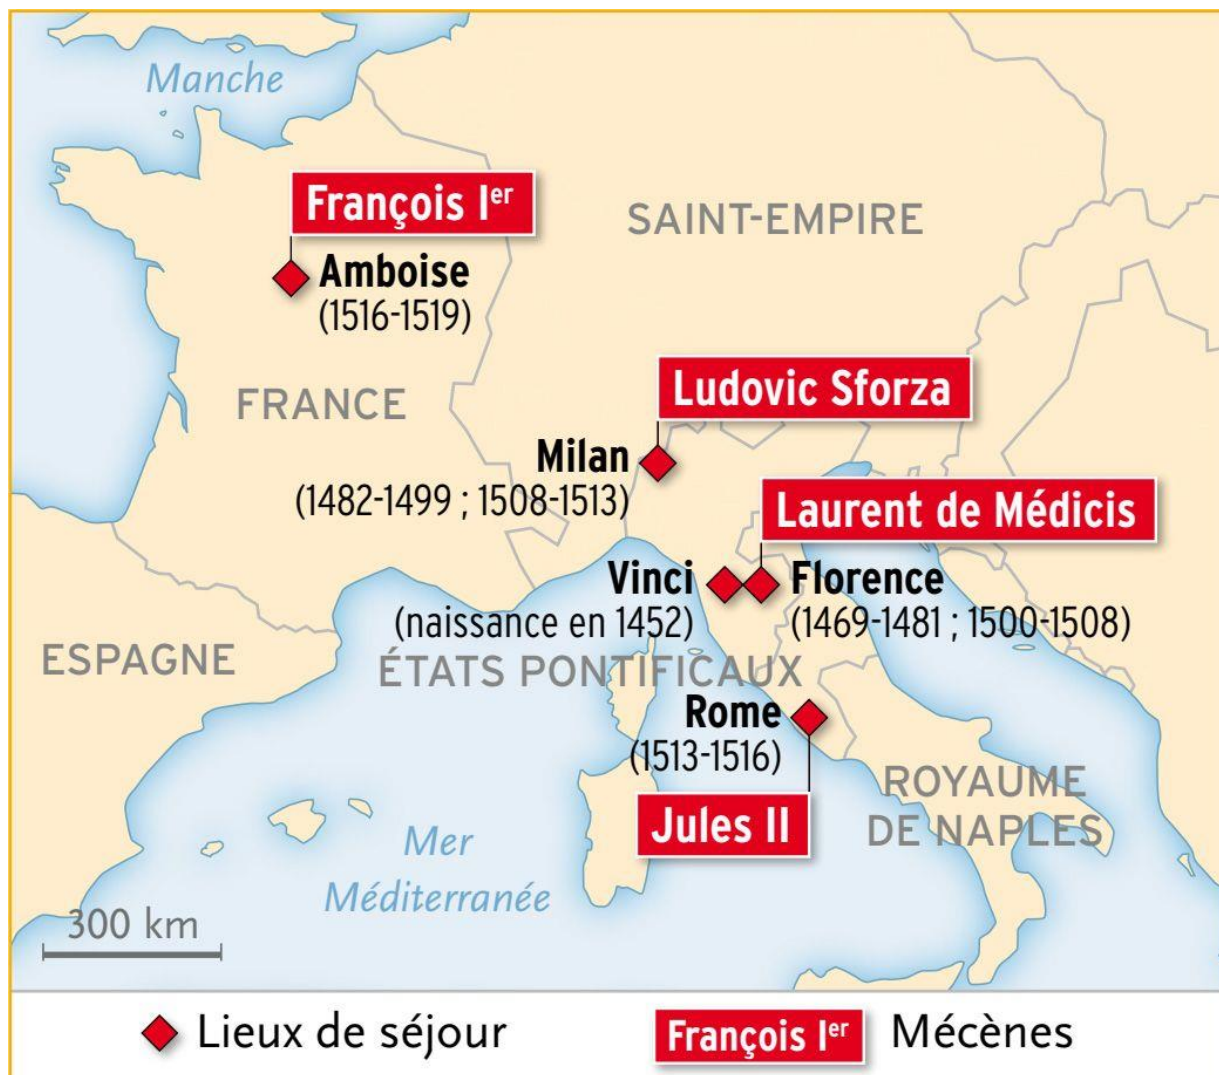 Manche
François Ier
SAINT-EMPIRE
Amboise
(1516-1519)
Ludovic Sforza
FRANCE
Milan
(1482-1499 ; 1508-1513)
Laurent de Médicis
Vinci
(naissance en 1452)
Florence
(1469-1481 ; 1500-1508)
ESPAGNE
ÉTATS PONTIFICAUX
Rome
(1513-1516)
ROYAUME
DE NAPLES
Jules II
Mer
Méditerranée
300 km
Lieux de séjour
François Ier
Mécènes